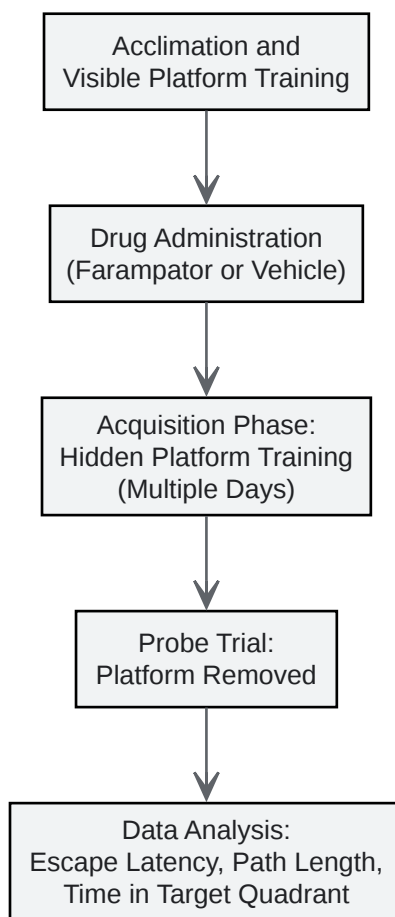 Acclimation and
Visible Platform Training
Drug Administration
(Farampator or Vehicle)
Acquisition Phase:
Hidden Platform Training
(Multiple Days)
Probe Trial:
Platform Removed
Data Analysis:
Escape Latency, Path Length,
Time in Target Quadrant